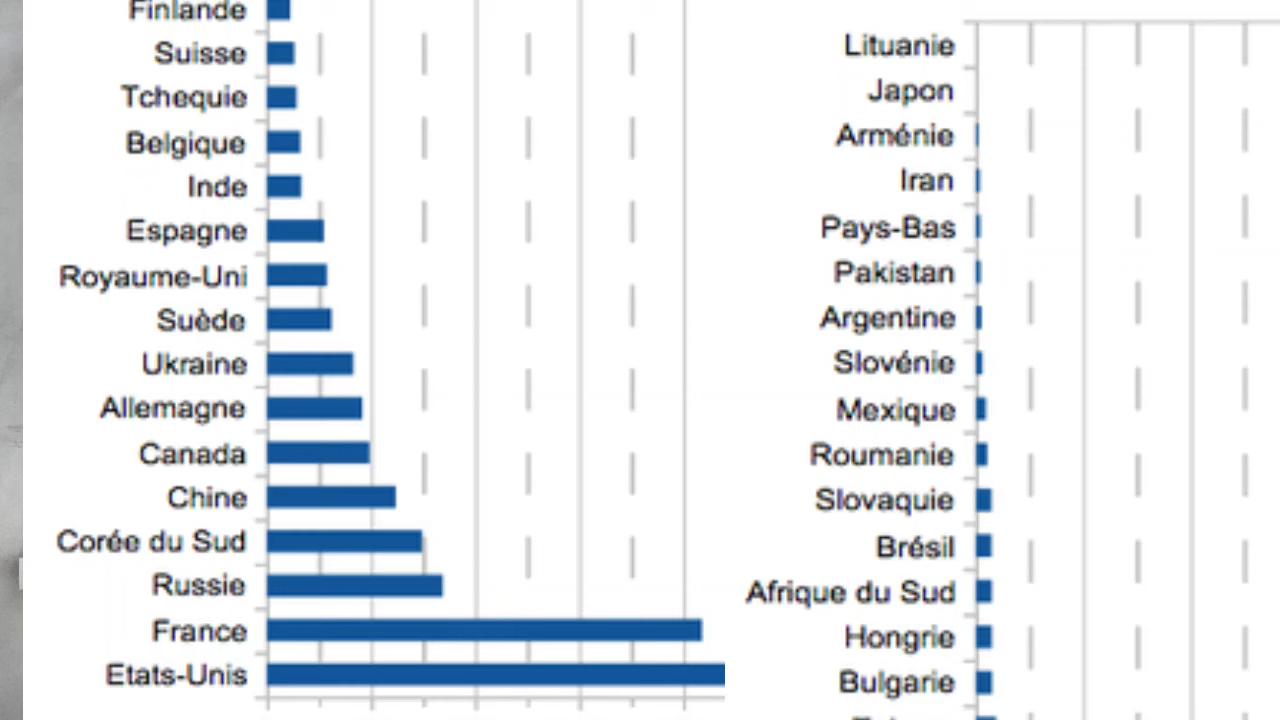 Finlande
Suisse
Tchequie
Belgique
Inde
Espagne
Royaume-Uni
Suède
Ukraine
Allemagne
Canada
Chine
Corée du Sud
Russie
France
Etats-Unis
Lituanie
Japon
Arménie
Iran
Pays-Bas
Pakistan
Argentine
Slovénie
Mexique
Roumanie
Slovaquie
Brésil
Afrique du Sud
Hongrie
Bulgarie